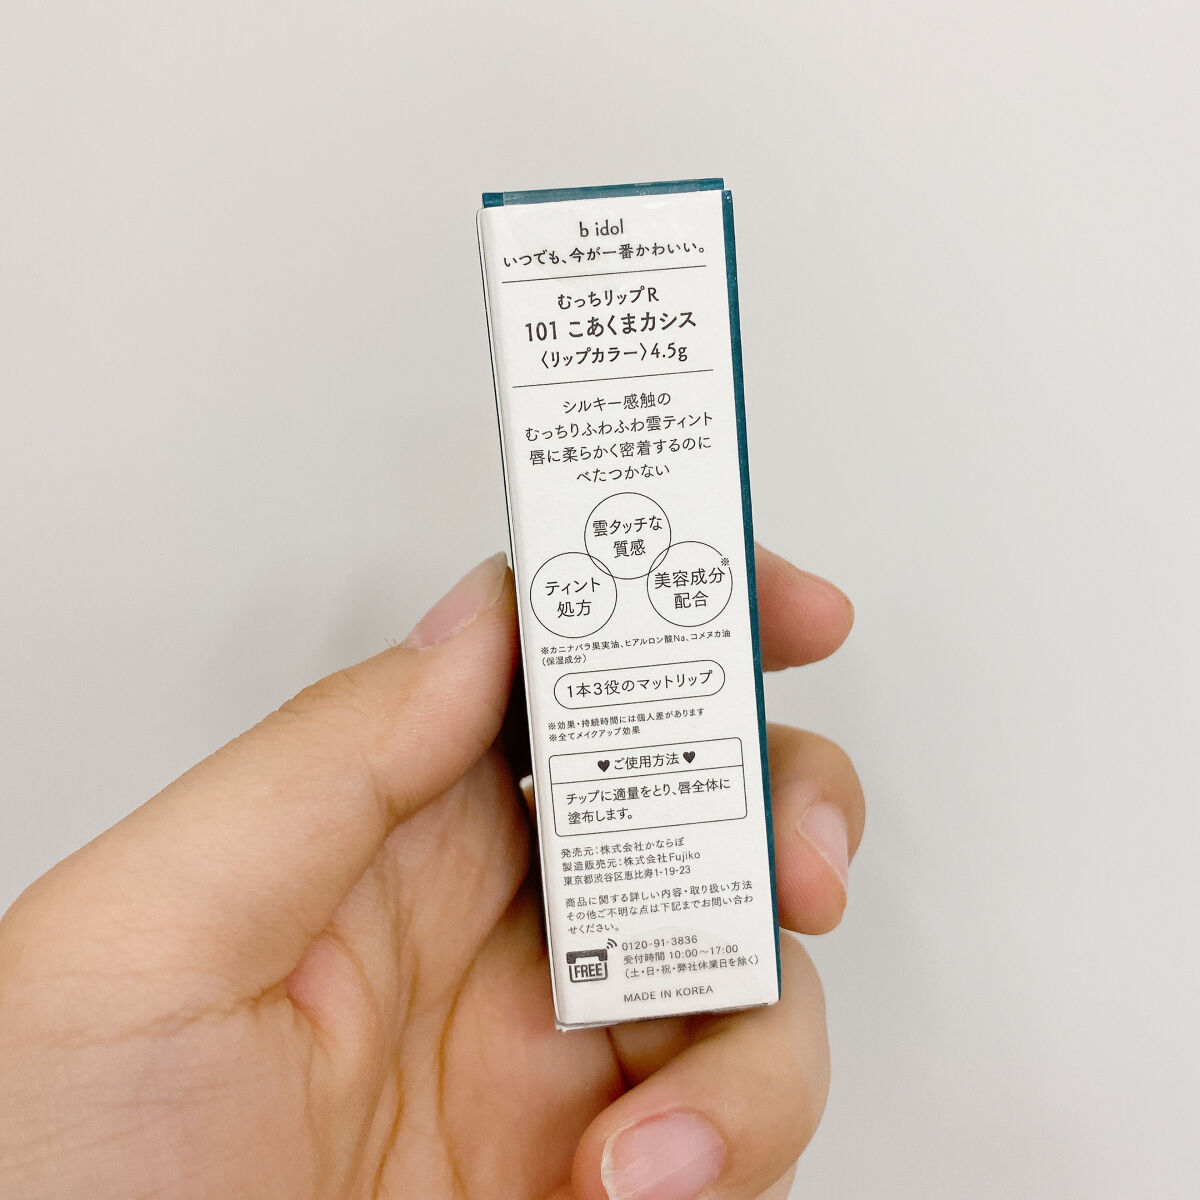 b idol
いつでも、今が一番かわいい。
むっちリップR
101 こあくまカシス
〈リップカラー〉4.5g
シルキー感触の
むっちりふわふわ雲ティント
唇に柔らかく密着するのに
べたつかない
雲タッチな
質感
ティント
処方
美容成分※
配合
※カニナバラ果実油、ヒアルロン酸Na、コメヌカ油
（保湿成分）
1本3役のマットリップ
※効果・持続時間には個人差があります
※全てメイクアップ効果
♥ご使用方法♥
チップに適量をとり、唇全体に
塗布します。
発売元：株式会社かならぼ
製造販売元：株式会社Fujiko
東京都渋谷区恵比寿1-19-23
商品に関する詳しい内容・取り扱い方法
その他ご不明な点は下記までお問い合わ
せください。
FREE
0120-91-3836
受付時間 10:00～17:00
（土・日・祝・弊社休業日を除く）
MADE IN KOREA